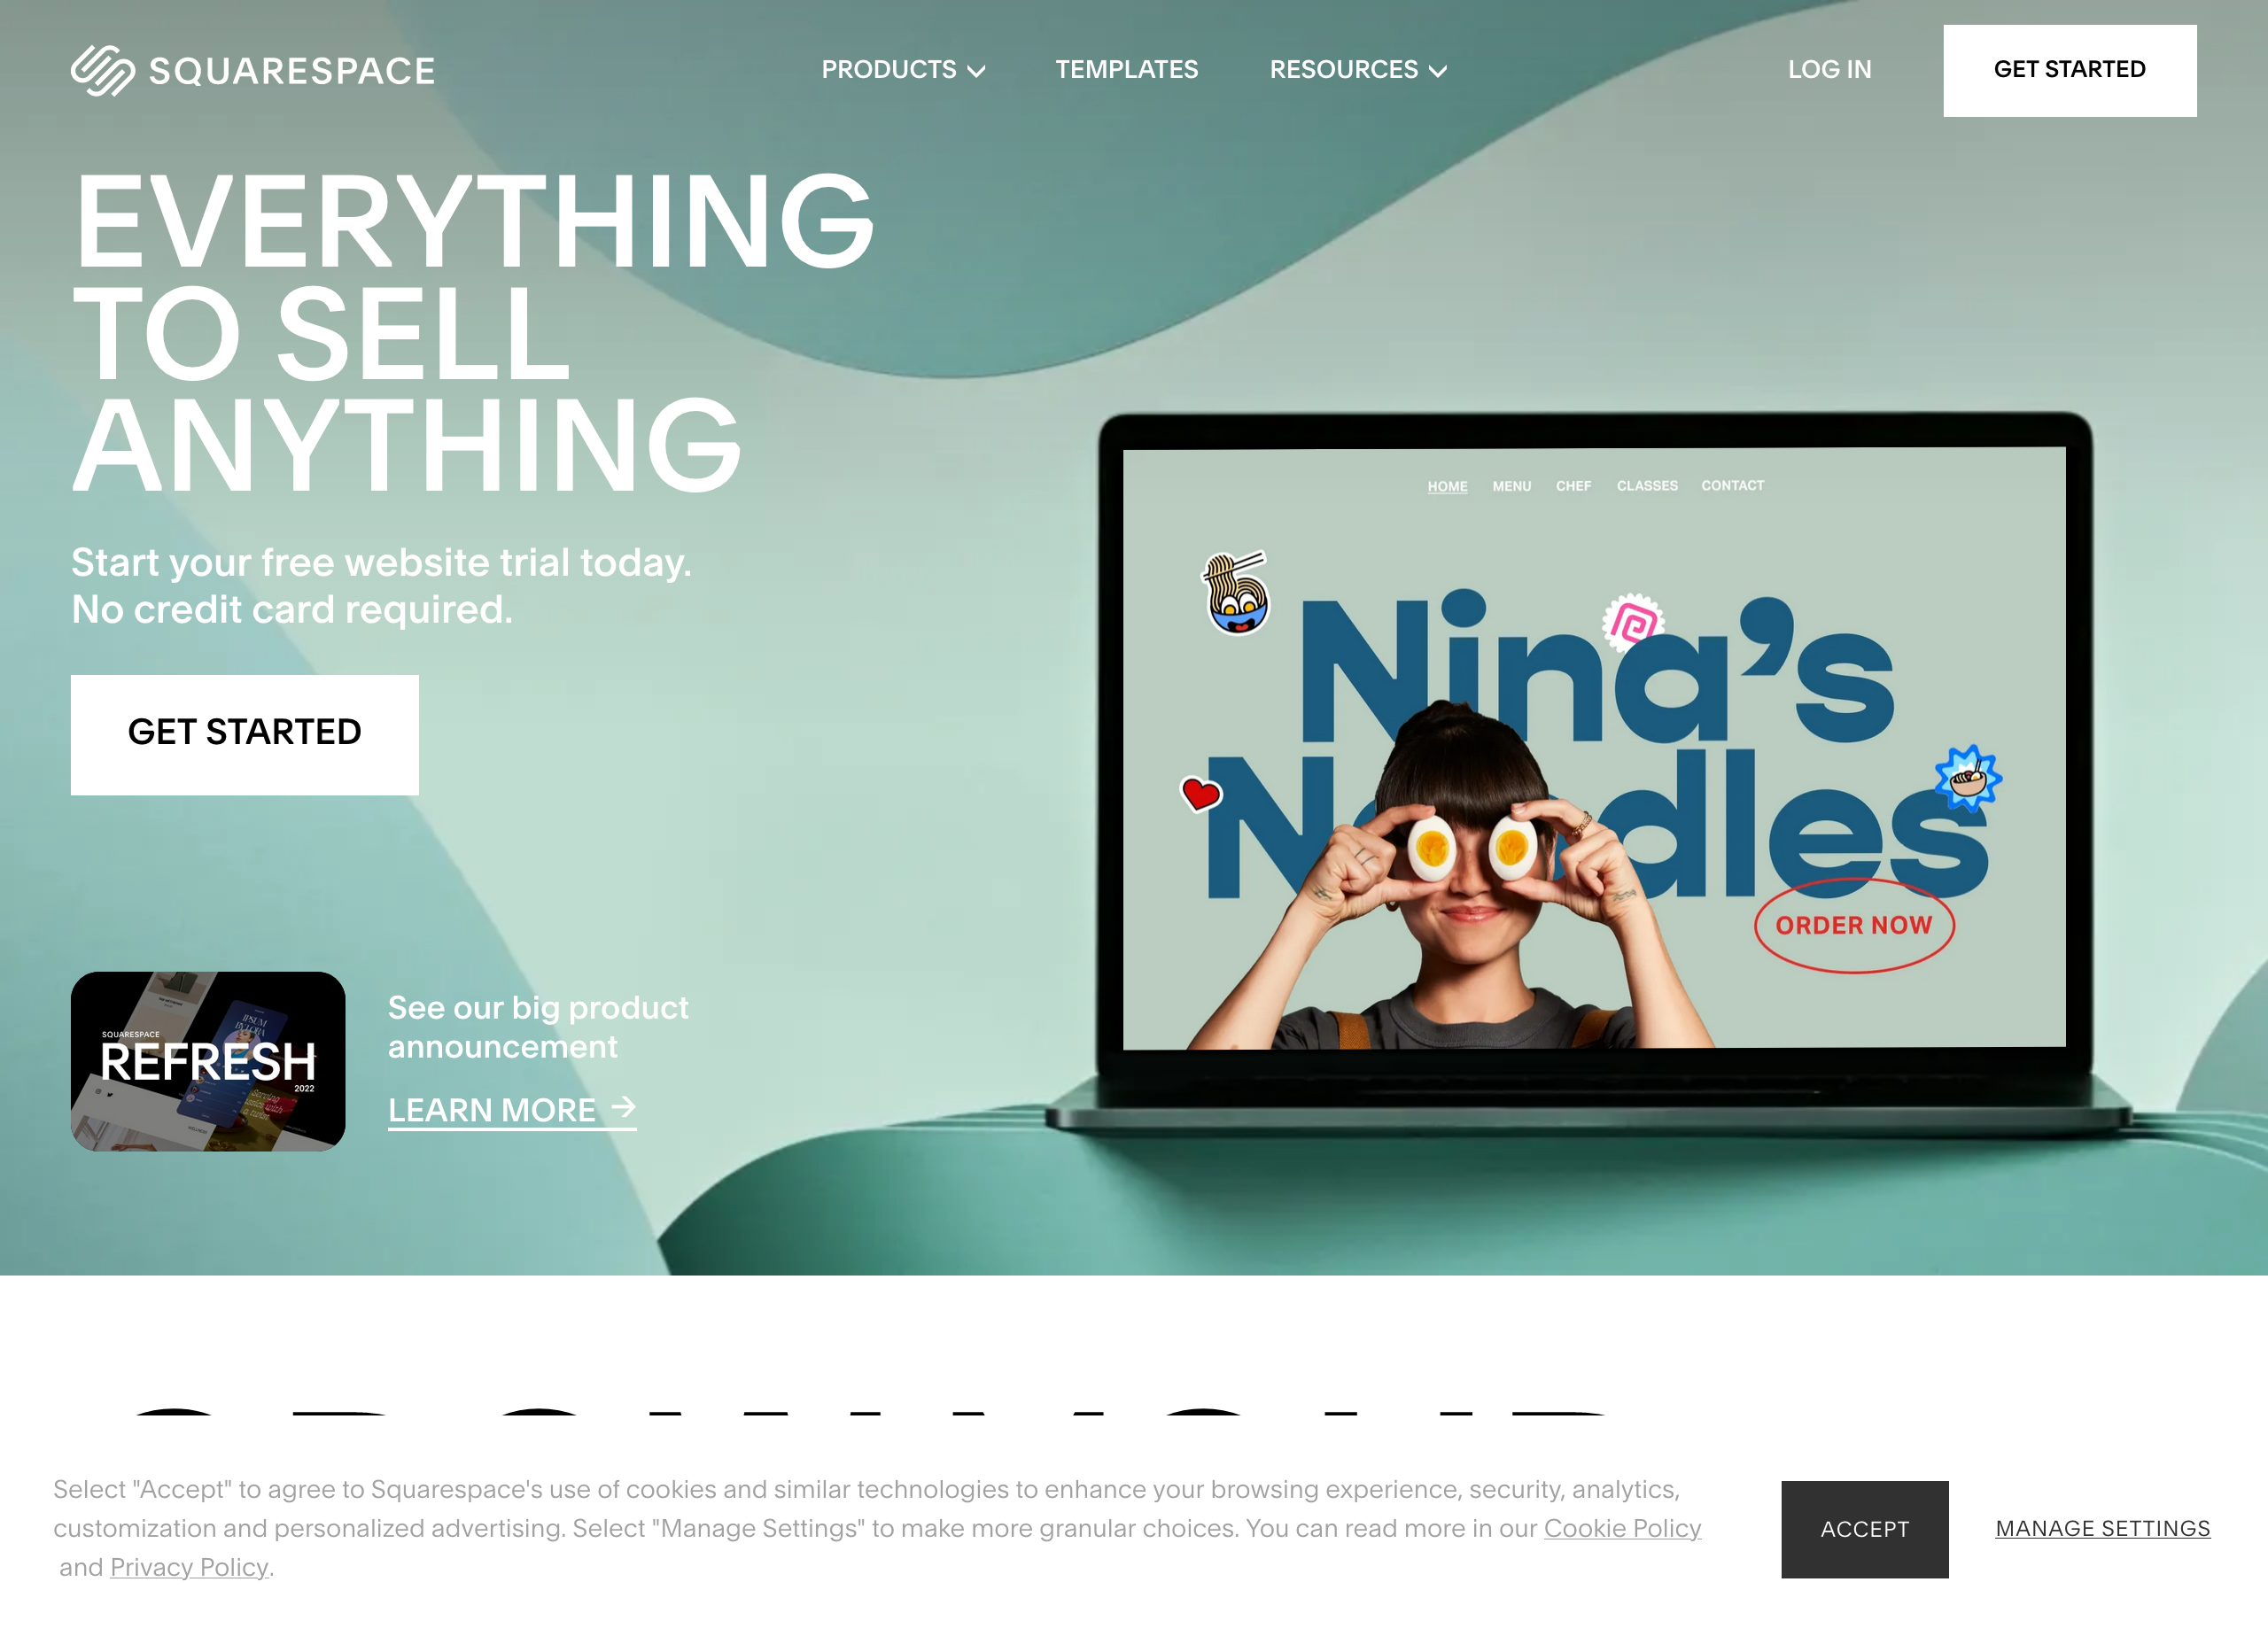 SQUARESPACE
PRODUCTS
TEMPLATES
RESOURCES
LOG IN
GET STARTED
EVERYTHING
TO SELL
ANYTHING
Start your free website trial today.
No credit card required.
GET STARTED
HOME
MENU
CHEF
CLASSES
CONTACT
Nina's
Noodles
ORDER NOW
SQUARESPACE
REFRESH
2022
See our big product
announcement
LEARN MORE →
Select "Accept" to agree to Squarespace's use of cookies and similar technologies to enhance your browsing experience, security, analytics,
customization and personalized advertising. Select "Manage Settings" to make more granular choices. You can read more in our Cookie Policy
and Privacy Policy.
ACCEPT
MANAGE SETTINGS